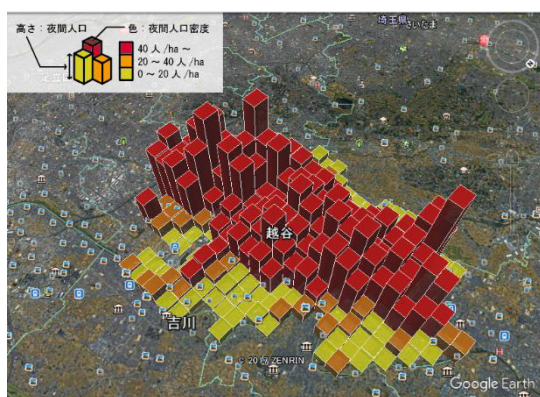 高さ：夜間人口
色：夜間人口密度
40 人/ha ～
20 ～ 40 人/ha
0 ～ 20 人/ha
埼玉県
さいたま
越谷
吉川
ZENRIN
Google Earth